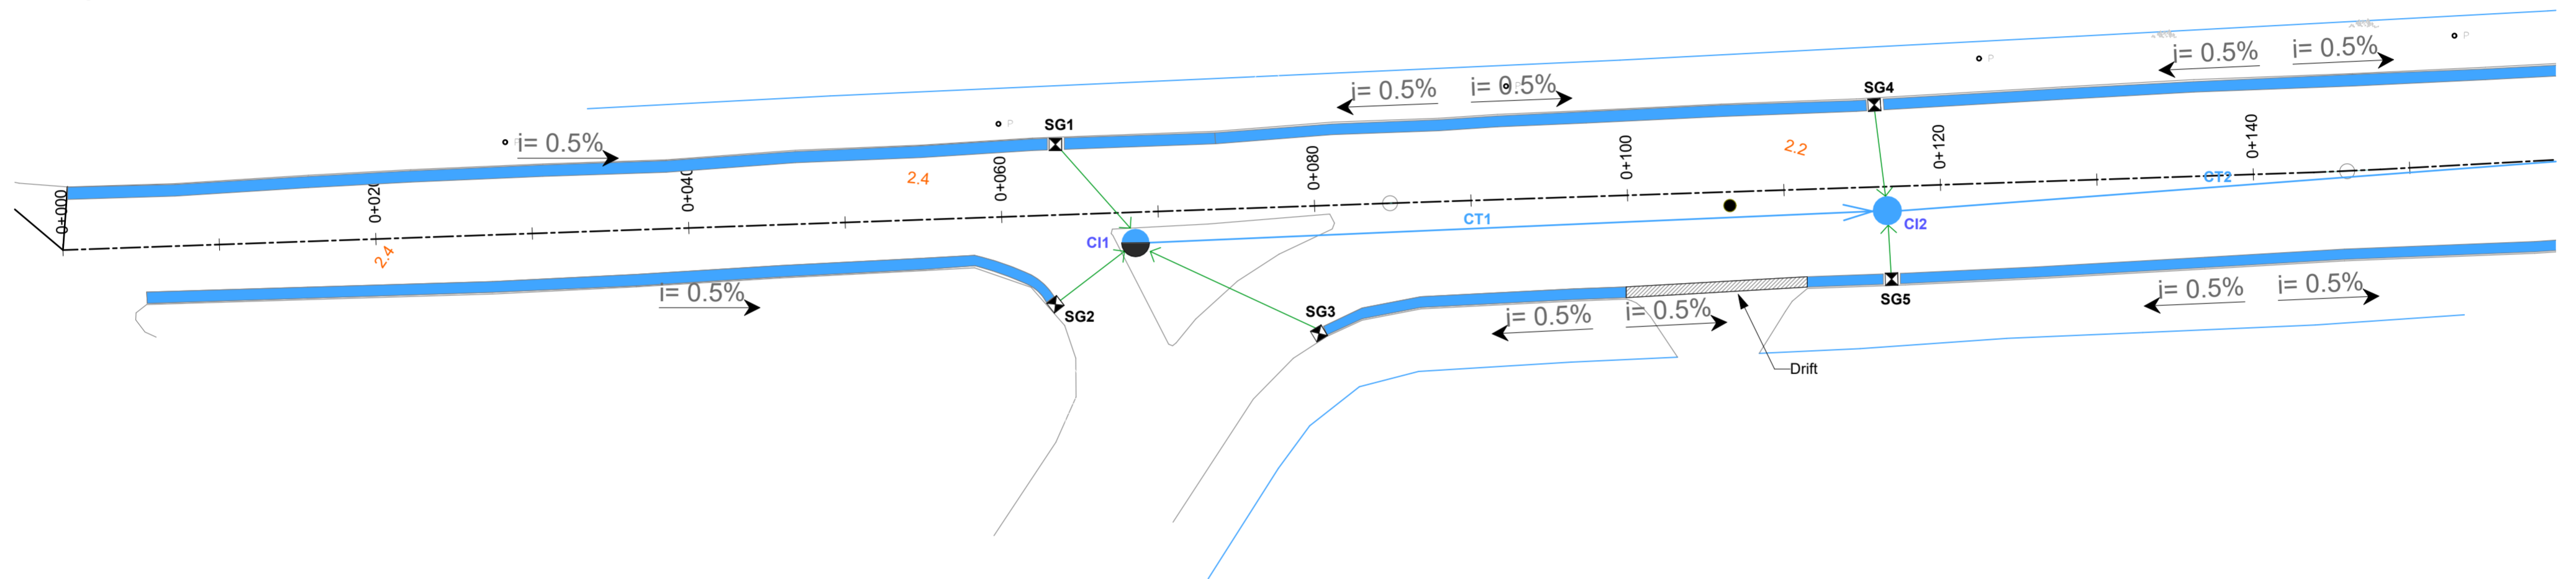 i= 0.5%
i= 0.5%
i= 0.5%
i= 0.5%
i= 0.5%
P
P
P
SG4
SG1
i= 0.5%
0+000
0+020
0+040
0+060
0+080
0+100
0+120
0+140
2.4
2.2
2.4
CT2
CT1
CI1
CI2
i= 0.5%
SG2
SG3
SG5
i= 0.5%
i= 0.5%
i= 0.5%
i= 0.5%
Drift